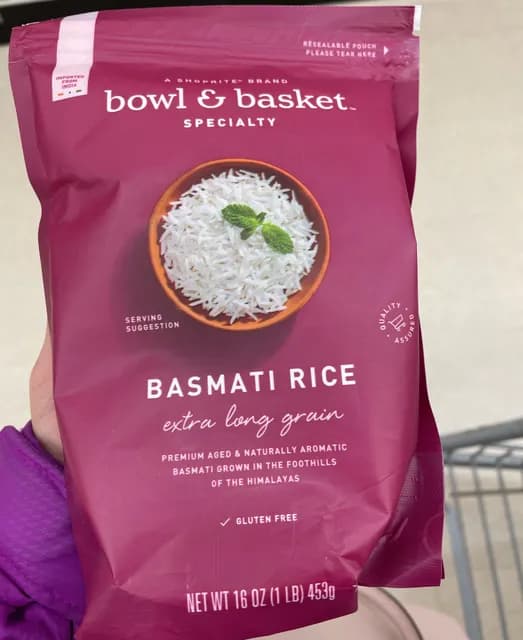 RESEALABLE POUCH
PLEASE TEAR HERE
IMPORTED
FROM
INDIA
A SHOPRITE™ BRAND
bowl & basket™
SPECIALTY
SERVING
SUGGESTION
QUALITY
ASSURED
BASMATI RICE
extra long grain
PREMIUM AGED & NATURALLY AROMATIC
BASMATI GROWN IN THE FOOTHILLS
OF THE HIMALAYAS
✓ GLUTEN FREE
NET WT 16 OZ (1 LB) 453g